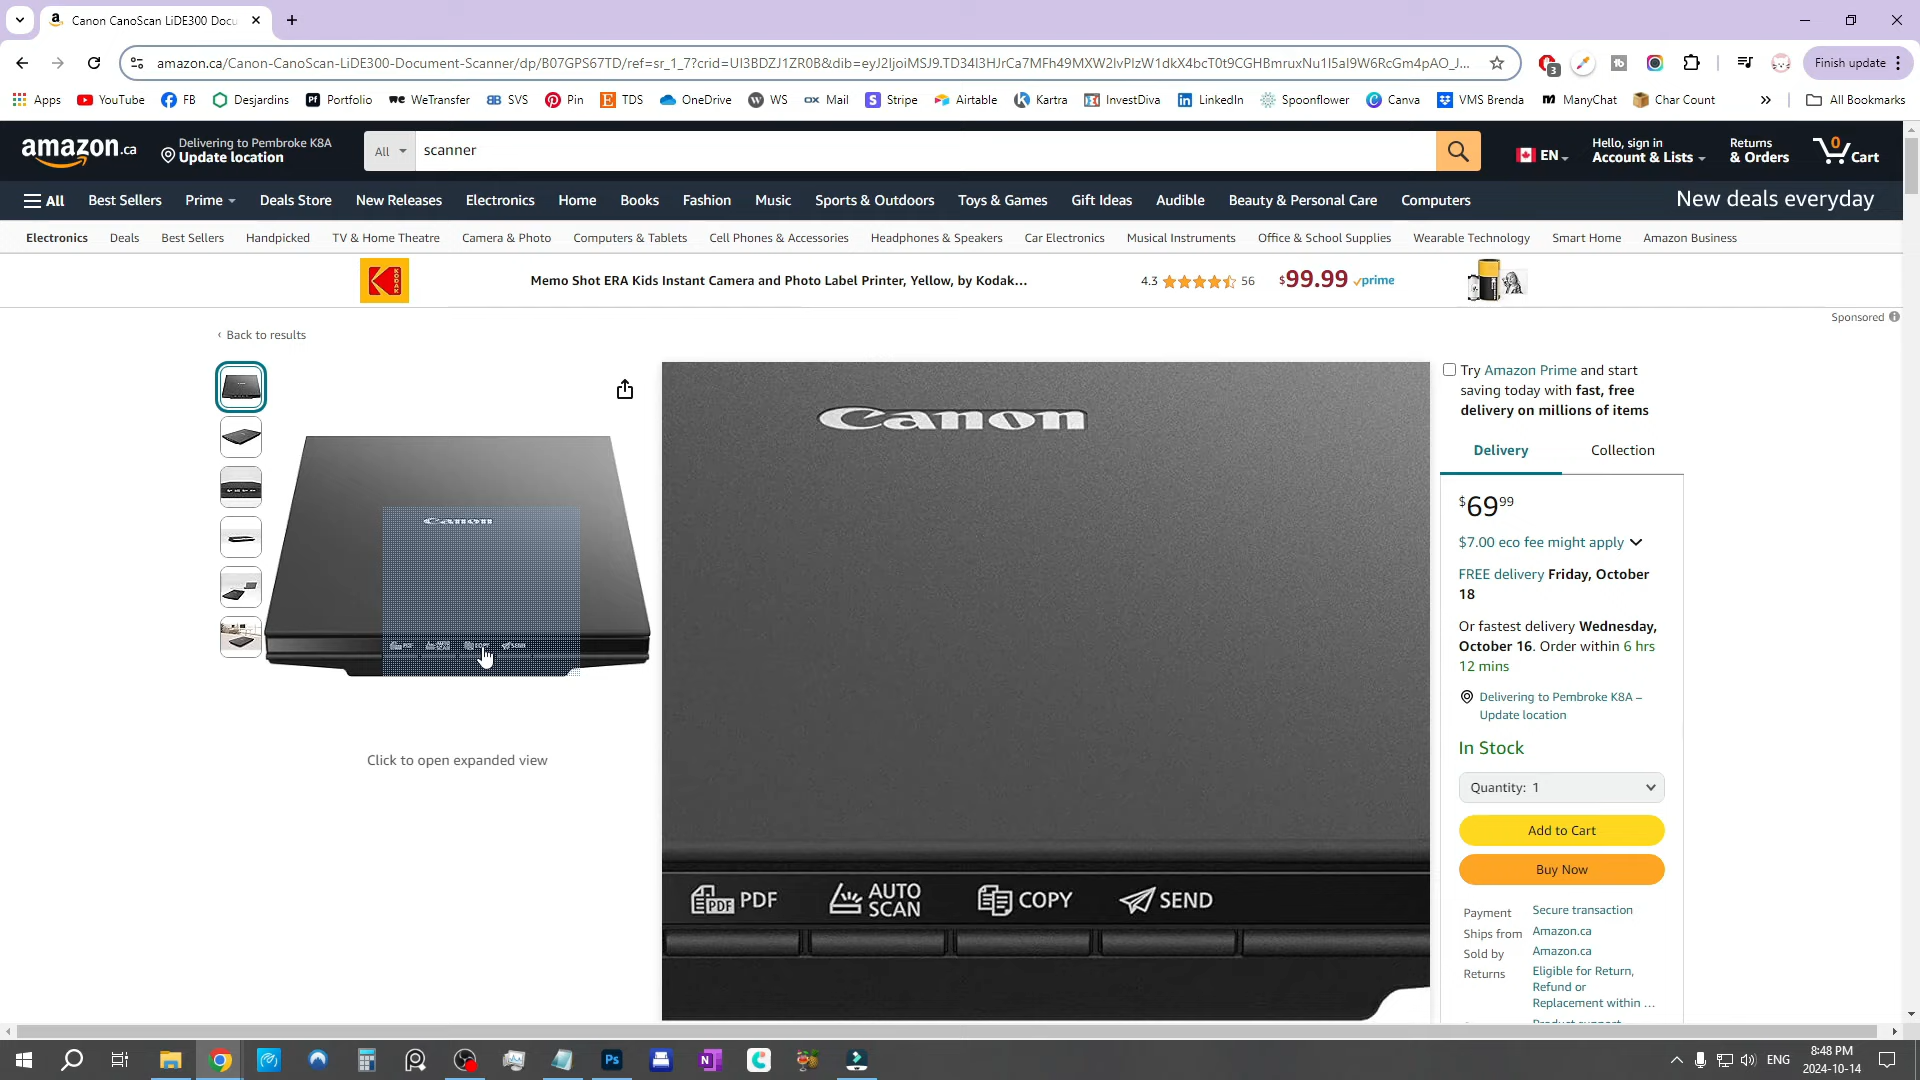 Canon CanoScan LiDE300 Docu
amazon.ca/Canon-CanoScan-LiDE300-Document-Scanner/dp/B07GPS67TD/ref=sr_1_7?crid=UI3BDZJ1ZR0B&dib=eyJ2IjoiMSJ9.TD34I3HJrCa7MFh49MXW2IvPIzW1dkX4bcT0t9CGHBmruxNu1I5aI9W6RcGm4pAO_J...
3
Finish update
Apps YouTube FB Desjardins Portfolio WeTransfer SVS Pin TDS OneDrive WS Mail Stripe Airtable Kartra InvestDiva LinkedIn Spoonflower Canva VMS Brenda ManyChat Char Count » All Bookmarks
amazon.ca
Delivering to Pembroke K8A
Update location
All
scanner
EN
Hello, sign in
Account & Lists
Returns
& Orders
0
Cart
All Best Sellers Prime Deals Store New Releases Electronics Home Books Fashion Music Sports & Outdoors Toys & Games Gift Ideas Audible Beauty & Personal Care Computers New deals everyday
Electronics Deals Best Sellers Handpicked TV & Home Theatre Camera & Photo Computers & Tablets Cell Phones & Accessories Headphones & Speakers Car Electronics Musical Instruments Office & School Supplies Wearable Technology Smart Home Amazon Business
KODAK
Memo Shot ERA Kids Instant Camera and Photo Label Printer, Yellow, by Kodak...
4.3 56 $99.99 prime
Sponsored
‹ Back to results
Canon
PDF AUTO SCAN COPY SEND
Click to open expanded view
Canon
PDF AUTO SCAN COPY SEND
Try Amazon Prime and start
saving today with fast, free
delivery on millions of items
Delivery Collection
$69.99
$7.00 eco fee might apply
FREE delivery Friday, October
18
Or fastest delivery Wednesday,
October 16. Order within 6 hrs
12 mins
Delivering to Pembroke K8A –
Update location
In Stock
Quantity: 1
Add to Cart
Buy Now
Payment Secure transaction
Ships from Amazon.ca
Sold by Amazon.ca
Returns Eligible for Return,
Refund or
Replacement within ...
ENG
8:48 PM
2024-10-14